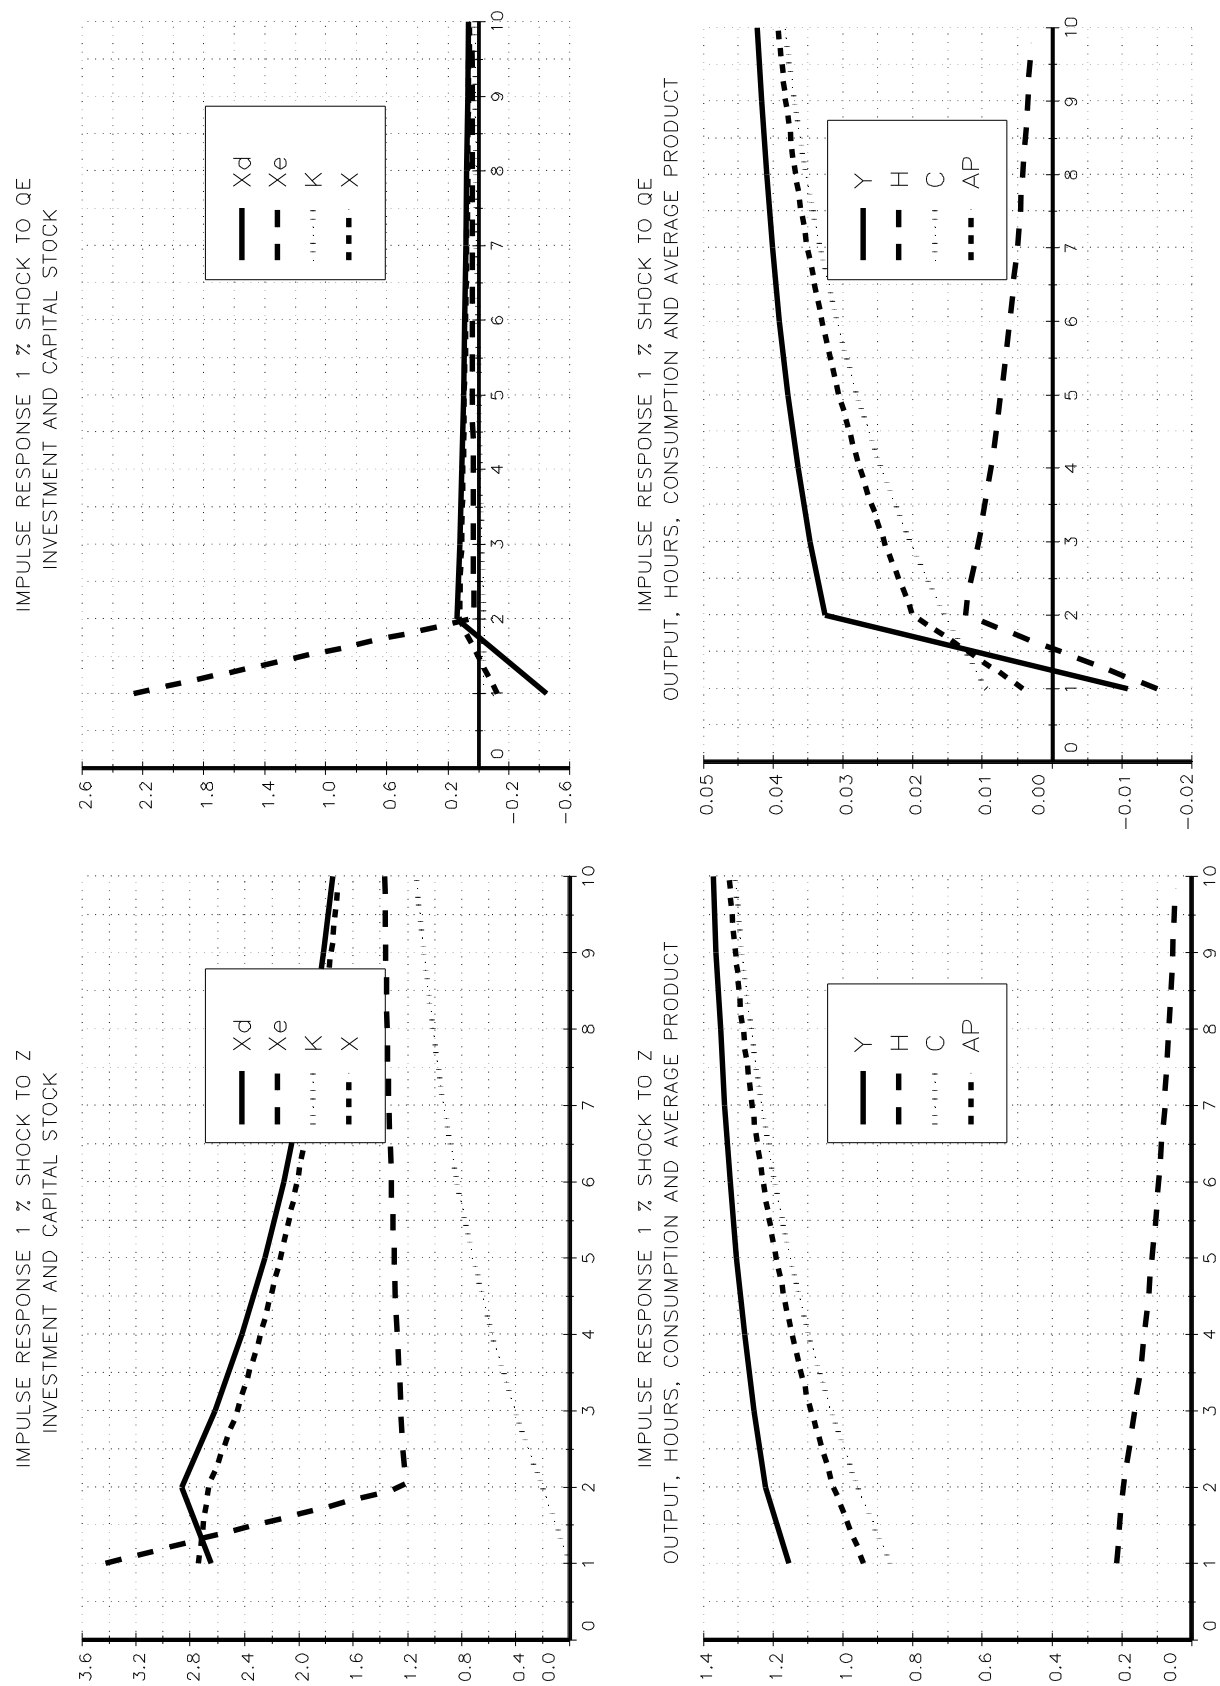 IMPULSE RESPONSE 1 % SHOCK TO Z
INVESTMENT AND CAPITAL STOCK
3.6
3.2
2.8
2.4
2.0
1.6
1.2
0.8
0.0
Xd
Xe
K
X
0 1 2 3 4 5 6 7 8 9 10
IMPULSE RESPONSE 1 % SHOCK TO QE
INVESTMENT AND CAPITAL STOCK
2.6
2.2
1.8
1.4
1.0
0.6
0.2
−0.2
−0.6
Xd
Xe
K
X
0 1 2 3 4 5 6 7 8 9 10
IMPULSE RESPONSE 1 % SHOCK TO Z
OUTPUT, HOURS, CONSUMPTION AND AVERAGE PRODUCT
1.4
1.2
1.0
0.8
0.6
0.4
0.2
0.0
Y
H
C
AP
0 1 2 3 4 5 6 7 8 9 10
IMPULSE RESPONSE 1 % SHOCK TO QE
OUTPUT, HOURS, CONSUMPTION AND AVERAGE PRODUCT
0.05
0.04
0.03
0.02
0.01
0.00
−0.01
−0.02
Y
H
C
AP
0 1 2 3 4 5 6 7 8 9 10